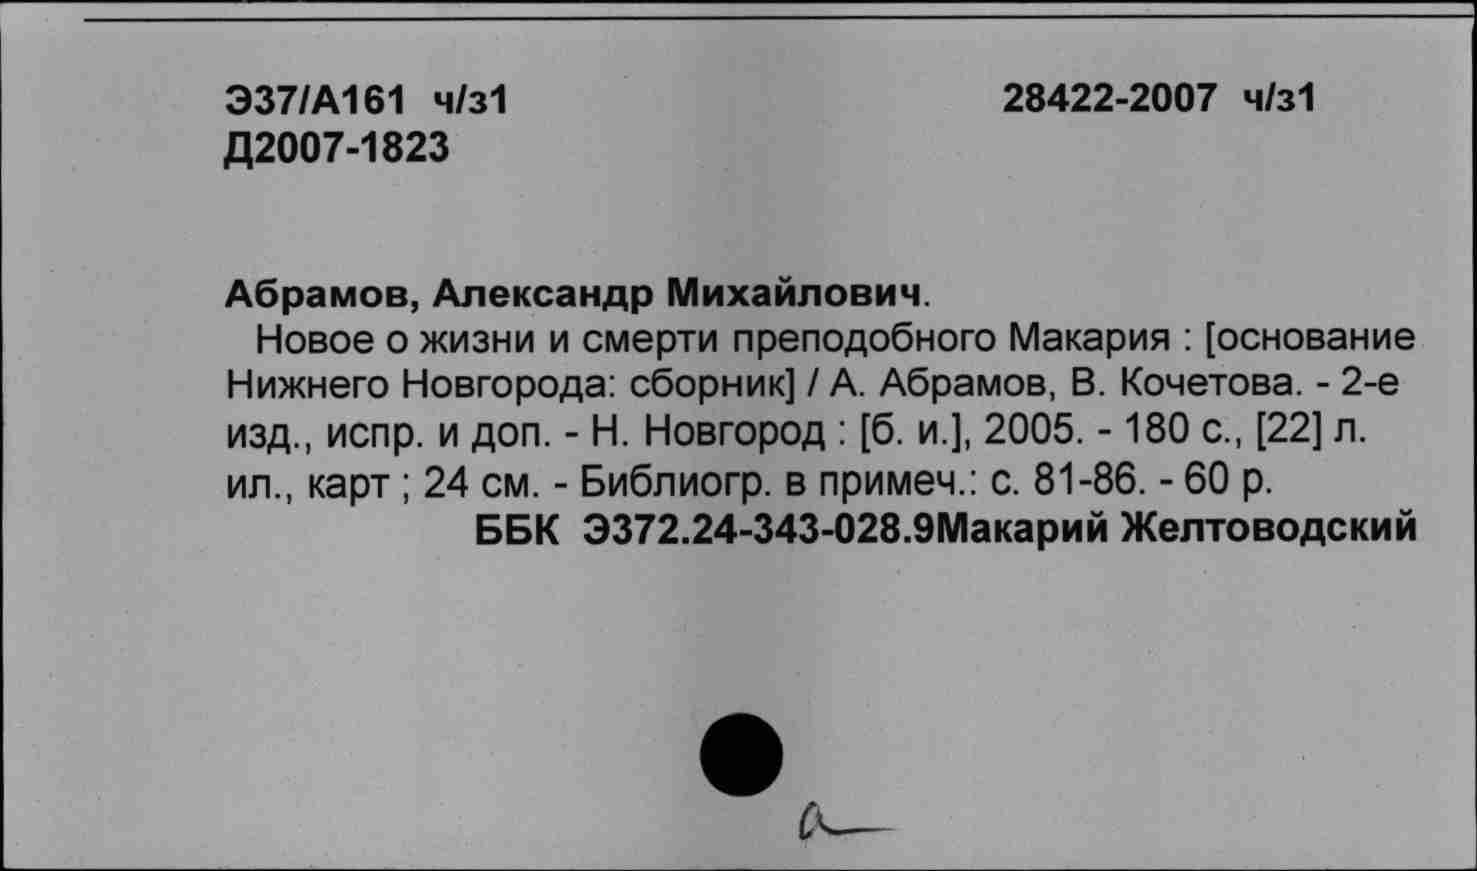 Э37/А161 ч/з1 28422-2007 ч/з1
Д2007-1823
Абрамов, Александр Михайлович.
Новое о жизни и смерти преподобного Макария : [основание
Нижнего Новгорода: сборник] / А. Абрамов, В. Кочетова. - 2-е
изд., испр. и доп. - Н. Новгород : [б. и.], 2005. - 180 с., [22] л.
ил., карт ; 24 см. - Библиогр. в примеч.: с. 81-86. - 60 р.
ББК Э372.24-343-028.9Макарий Желтоводский
а